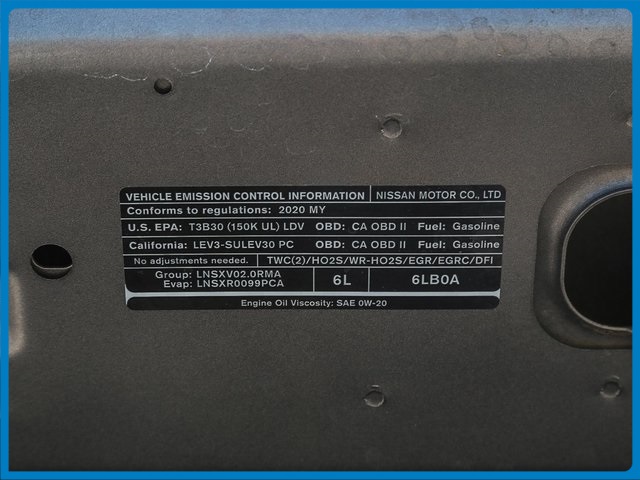 VEHICLE EMISSION CONTROL INFORMATION NISSAN MOTOR CO., LTD
Conforms to regulations: 2020 MY
U.S. EPA: T3B30 (150K UL) LDV OBD: CA OBD II Fuel: Gasoline
California: LEV3-SULEV30 PC OBD: CA OBD II Fuel: Gasoline
No adjustments needed. TWC(2)/HO2S/WR-HO2S/EGR/EGRC/DFI
Group: LNSXV02.0RMA
Evap: LNSXR0099PCA
6L
6LB0A
Engine Oil Viscosity: SAE 0W-20